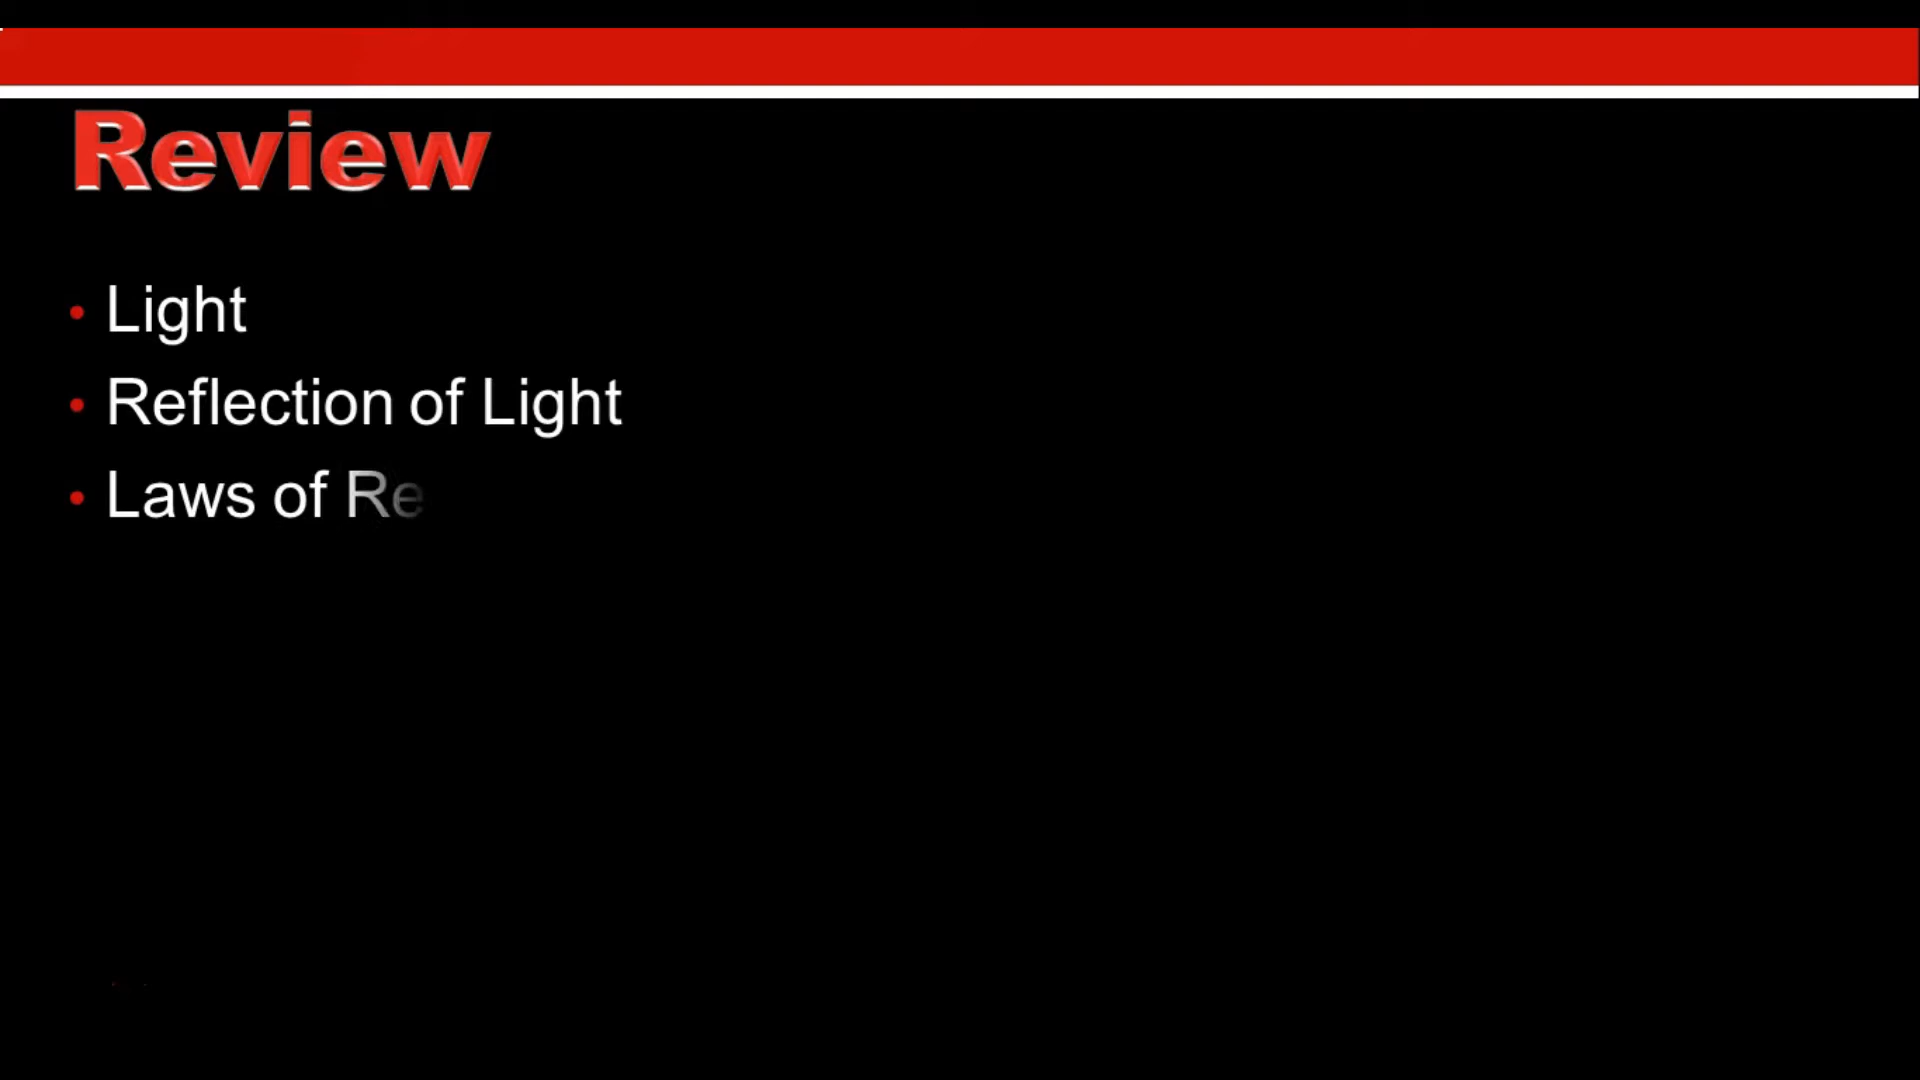 Review
• Light
• Reflection of Light
• Laws of Re